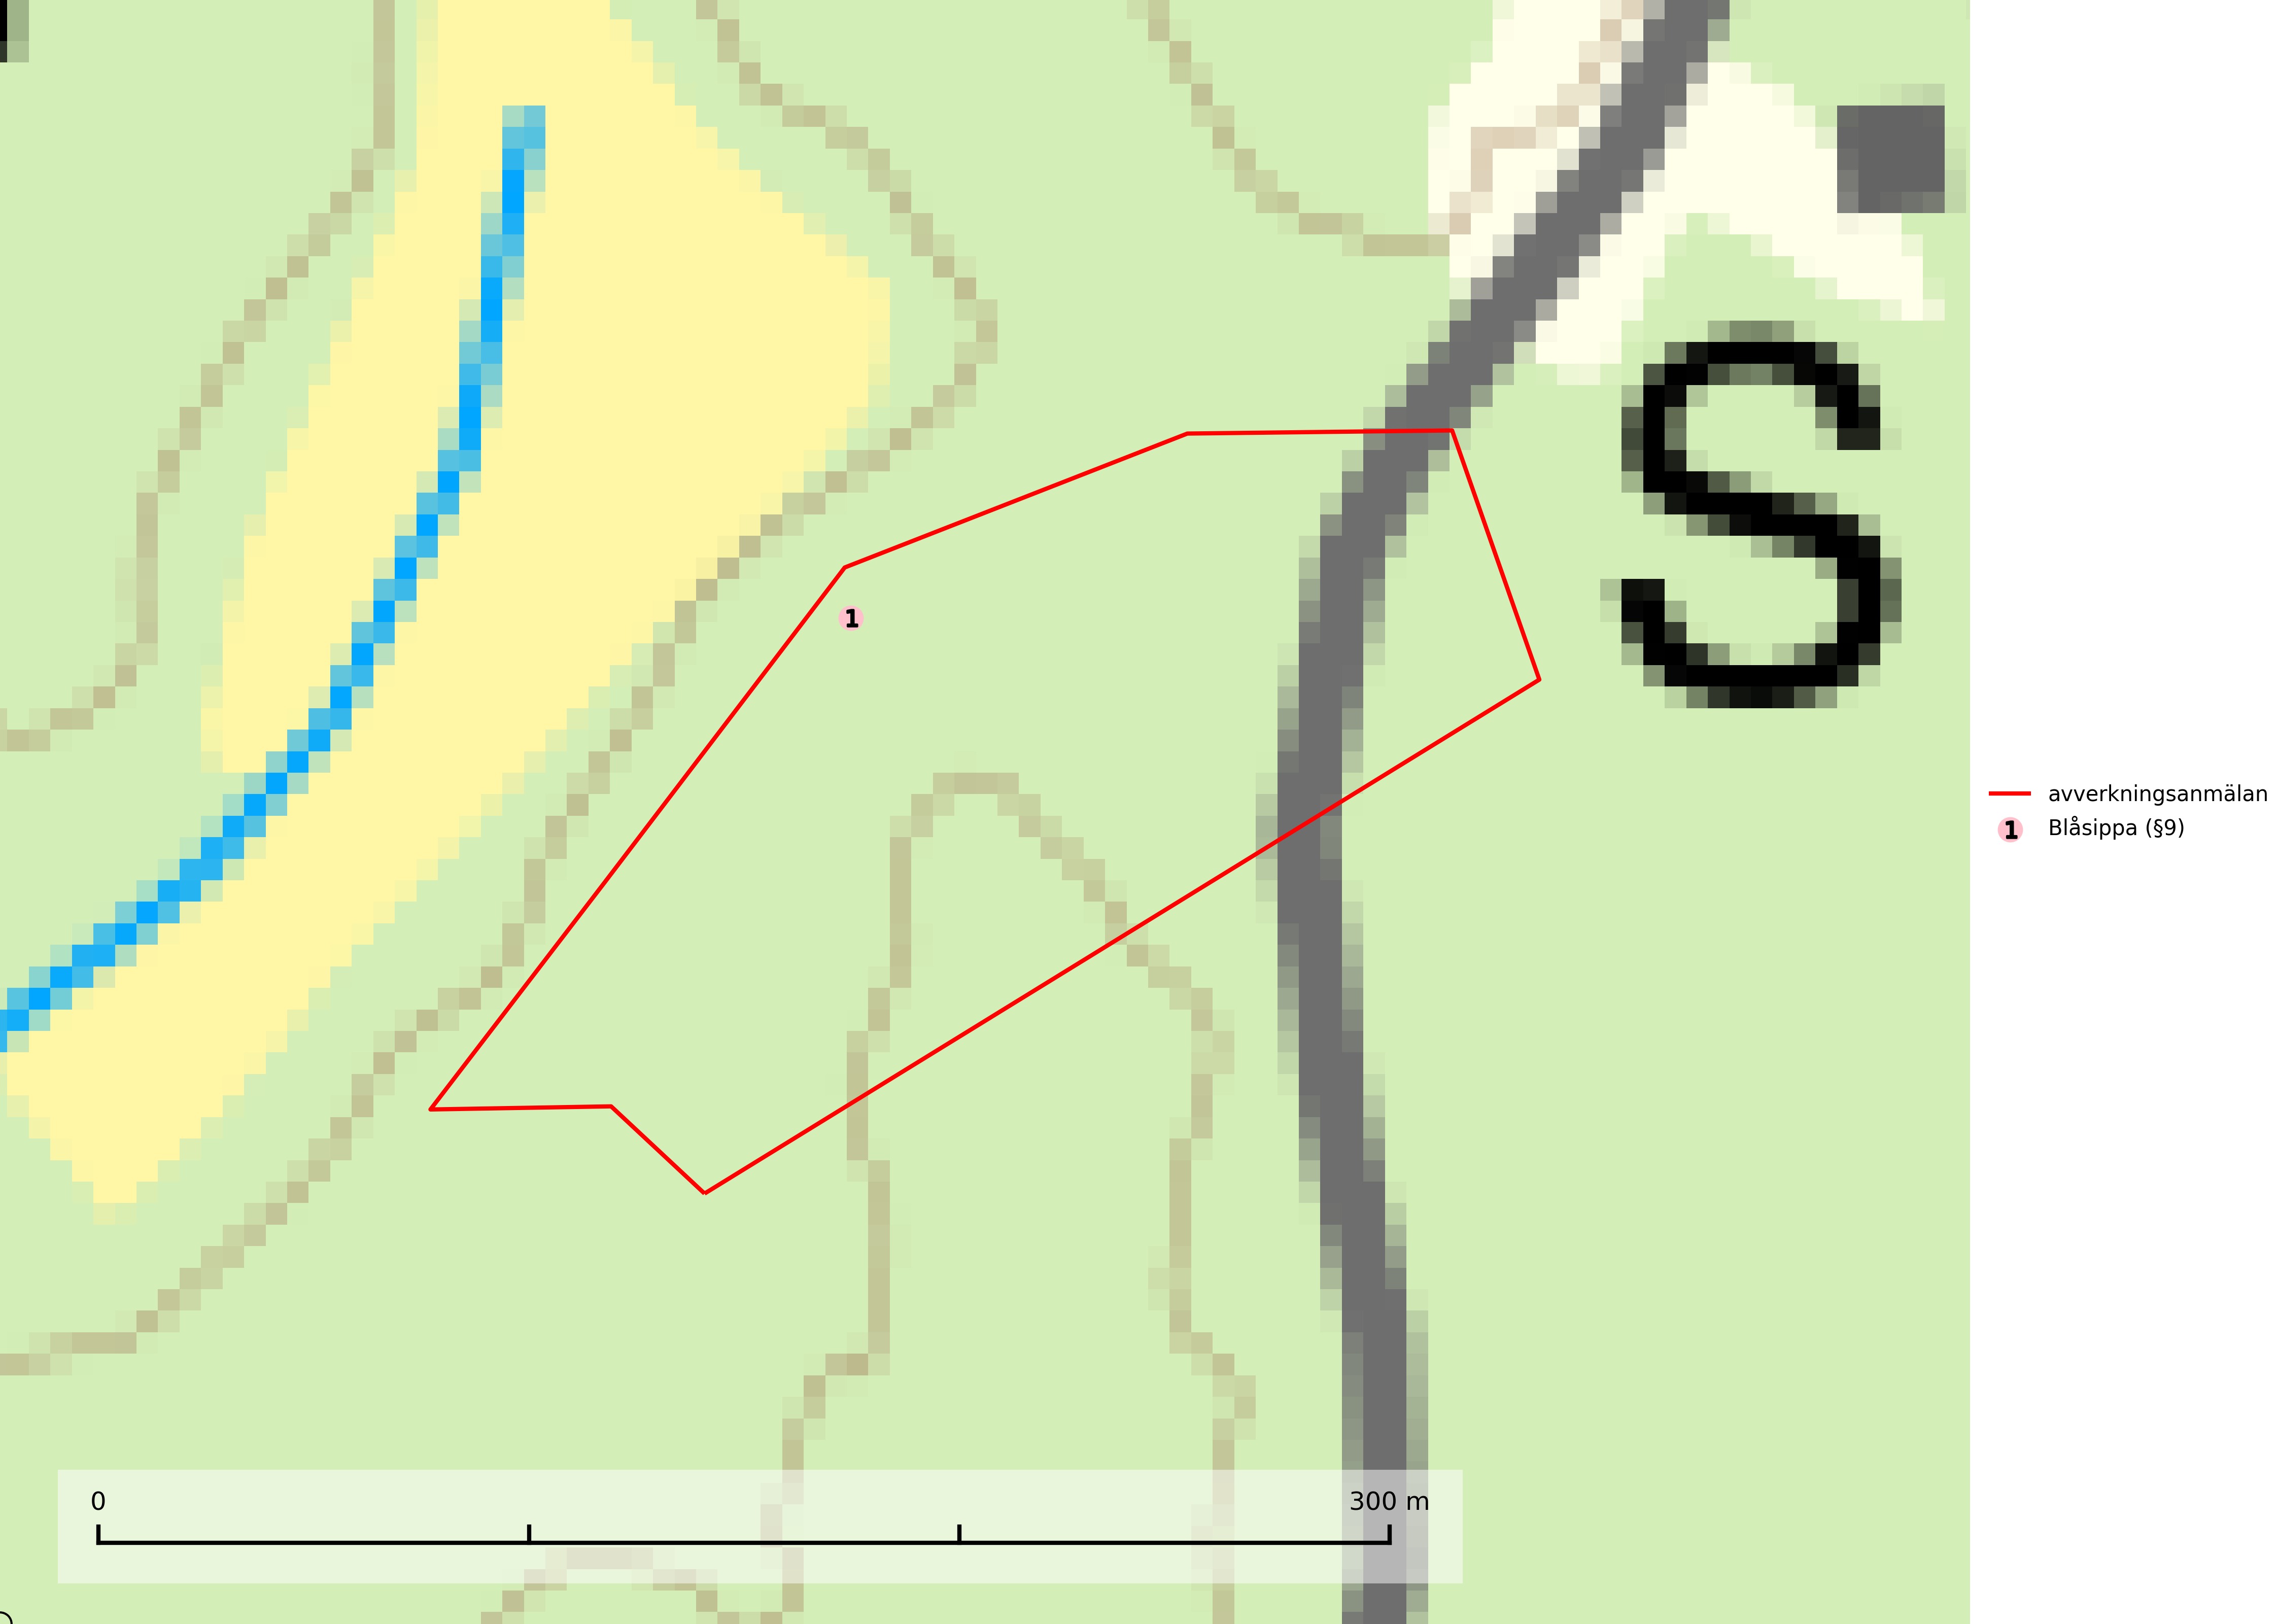 S
1
avverkningsanmälan
1 Blåsippa (§9)
0 300 m